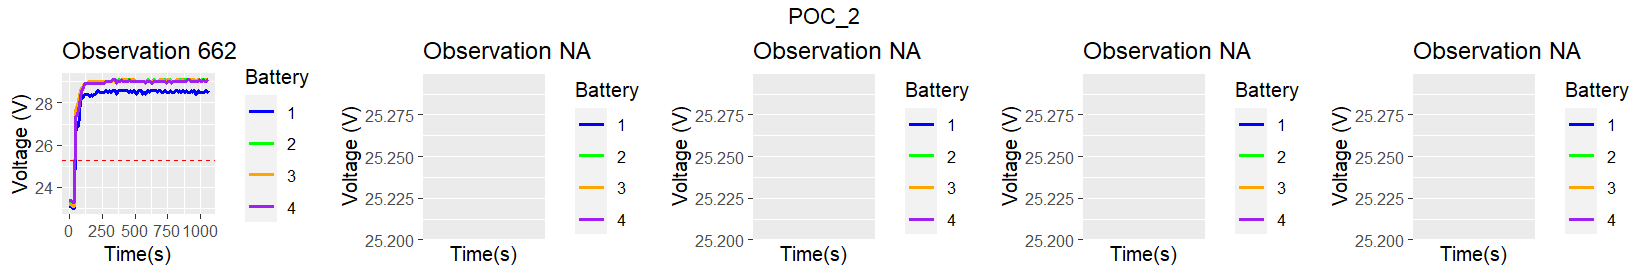 POC_2
Observation 662
Voltage (V)
28
26
24
0 250 500 750 1000
Time(s)
Battery
1
2
3
4
Observation NA
Voltage (V)
25.275
25.250
25.225
25.200
Time(s)
Battery
1
2
3
4
Observation NA
Voltage (V)
25.275
25.250
25.225
25.200
Time(s)
Battery
1
2
3
4
Observation NA
Voltage (V)
25.275
25.250
25.225
25.200
Time(s)
Battery
1
2
3
4
Observation NA
Voltage (V)
25.275
25.250
25.225
25.200
Time(s)
Battery
1
2
3
4